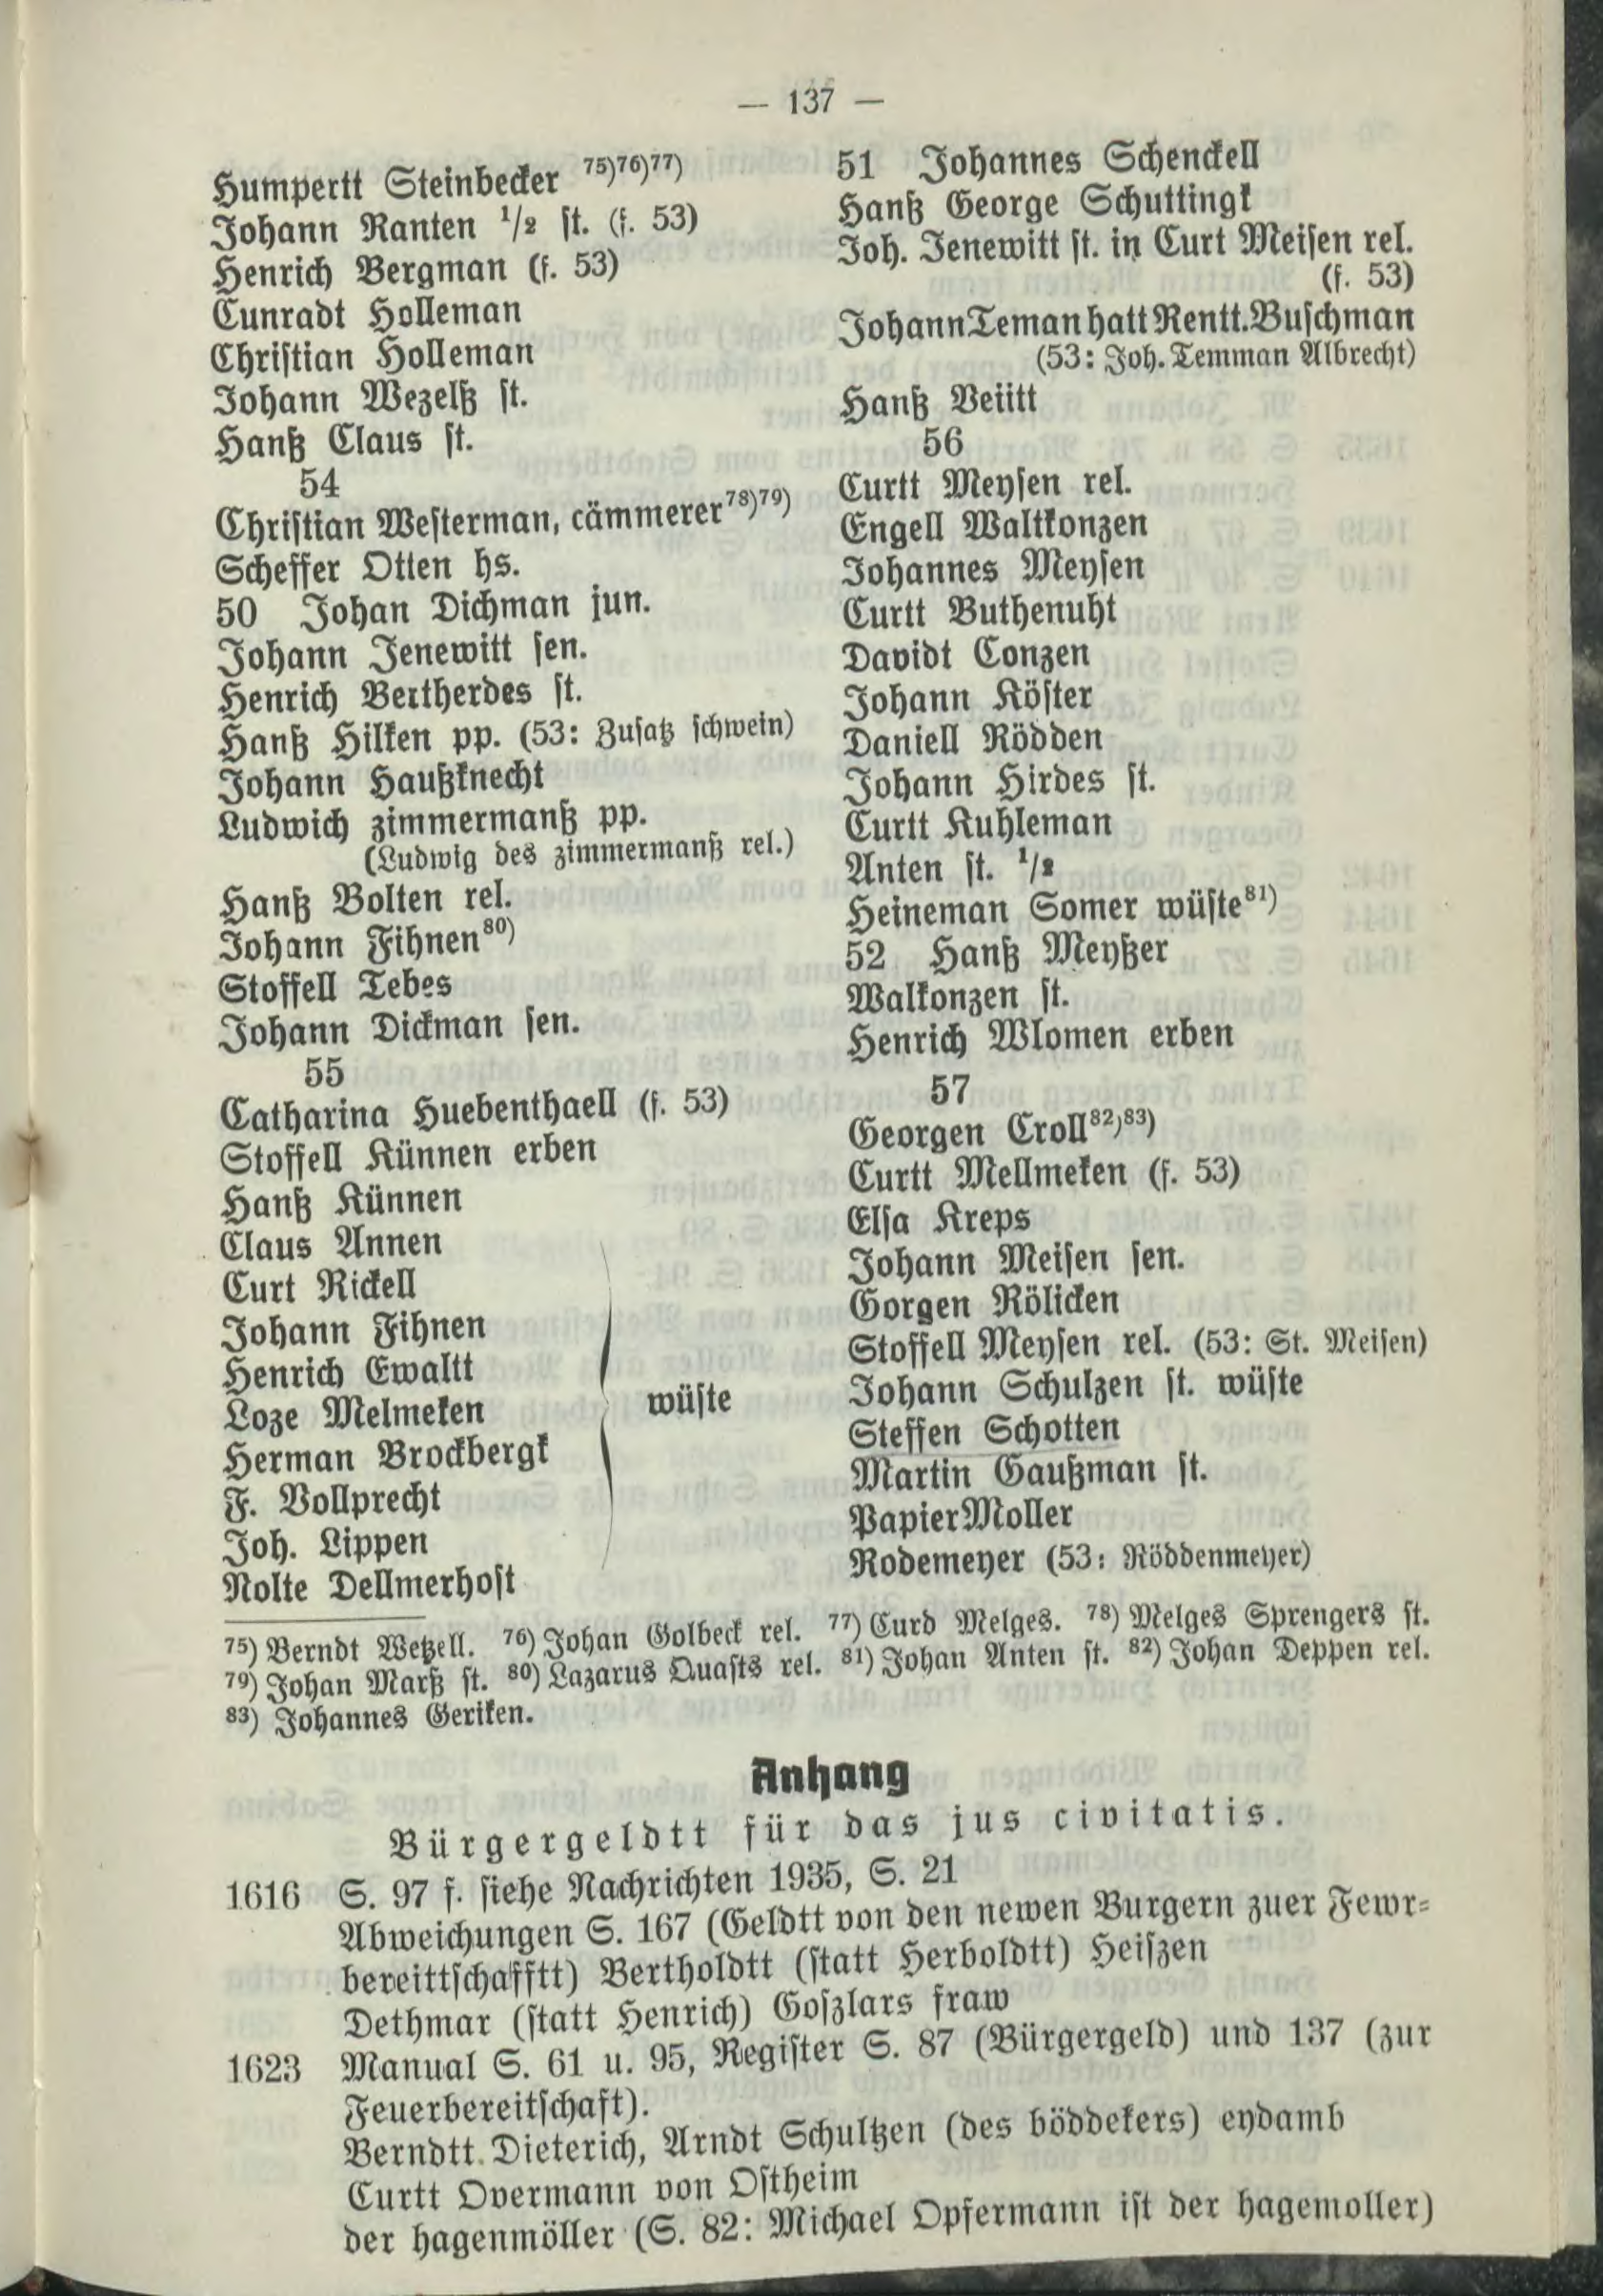 — 137 —
Humpertt Steinbecker 75)76)77)
Johann Ranten 1/2 st. (f. 53)
Henrich Bergman (f. 53)
Cunradt Holleman
Christian Holleman
Johann Wezelß st.
Hanß Claus st.
54
Christian Westerman, cämmerer78)79)
Scheffer Otten hs.
50 Johan Dichman jun.
Johann Jenewitt sen.
Henrich Bertherdes st.
Hanß Hilken pp. (53: Zusatz schwein)
Johann Haußknecht
Ludwich zimmermanß pp.
(Ludwig des zimmermanß rel.)
Hanß Bolten rel.
Johann Fihnen80)
Stoffell Tebes
Johann Dickman sen.
55
Catharina Huebenthaell (f. 53)
Stoffell Künnen erben
Hanß Künnen
Claus Annen
Curt Rickell
Johann Fihnen
Henrich Ewaltt
Loze Melmeken
Herman Brockbergk
F. Vollprecht
Joh. Lippen
Nolte Dellmerhost
wüste
51 Johannes Schenckell
Hanß George Schuttingk
Joh. Jenewitt st. in Curt Meisen rel.
(f. 53)
Johann Teman hatt Rentt. Buschman
(53: Joh. Temman Albrecht)
Hanß Veiitt
56
Curtt Meysen rel.
Engell Waltkonzen
Johannes Meysen
Curtt Buthenuht
Davidt Conzen
Johann Köster
Daniell Rödden
Johann Hirdes st.
Curtt Kuhleman
Anten st. 1/2
Heineman Somer wüste81)
52 Hanß Meyßer
Walkonzen st.
Henrich Wlomen erben
57
Georgen Croll82)83)
Curtt Mellmeken (f. 53)
Elsa Kreps
Johann Meisen sen.
Gorgen Rölicken
Stoffell Meysen rel. (53: St. Meisen)
Johann Schulzen st. wüste
Steffen Schotten
Martin Gaußman st.
PapierMoller
Rodemeyer (53: Röddenmeyer)
75) Berndt Wetzell. 76) Johan Golbeck rel. 77) Curd Melges. 78) Melges Sprengers st.
79) Johan Marß st. 80) Lazarus Quasts rel. 81) Johan Anten st. 82) Johan Deppen rel.
83) Johannes Geriken.
Anhang
Bürgergeldtt für das jus civitatis.
1616 S. 97 f. siehe Nachrichten 1935, S. 21
Abweichungen S. 167 (Geldtt von den newen Burgern zuer Fewr-
bereittschafftt) Bertholdtt (statt Herboldtt) Heiszen
Dethmar (statt Henrich) Goszlars fraw
1623 Manual S. 61 u. 95, Register S. 87 (Bürgergeld) und 137 (zur
Feuerbereitschaft).
Berndtt Dieterich, Arndt Schultzen (des böddekers) eydamb
Curtt Overmann von Ostheim
der hagenmöller (S. 82: Michael Opfermann ist der hagemoller)